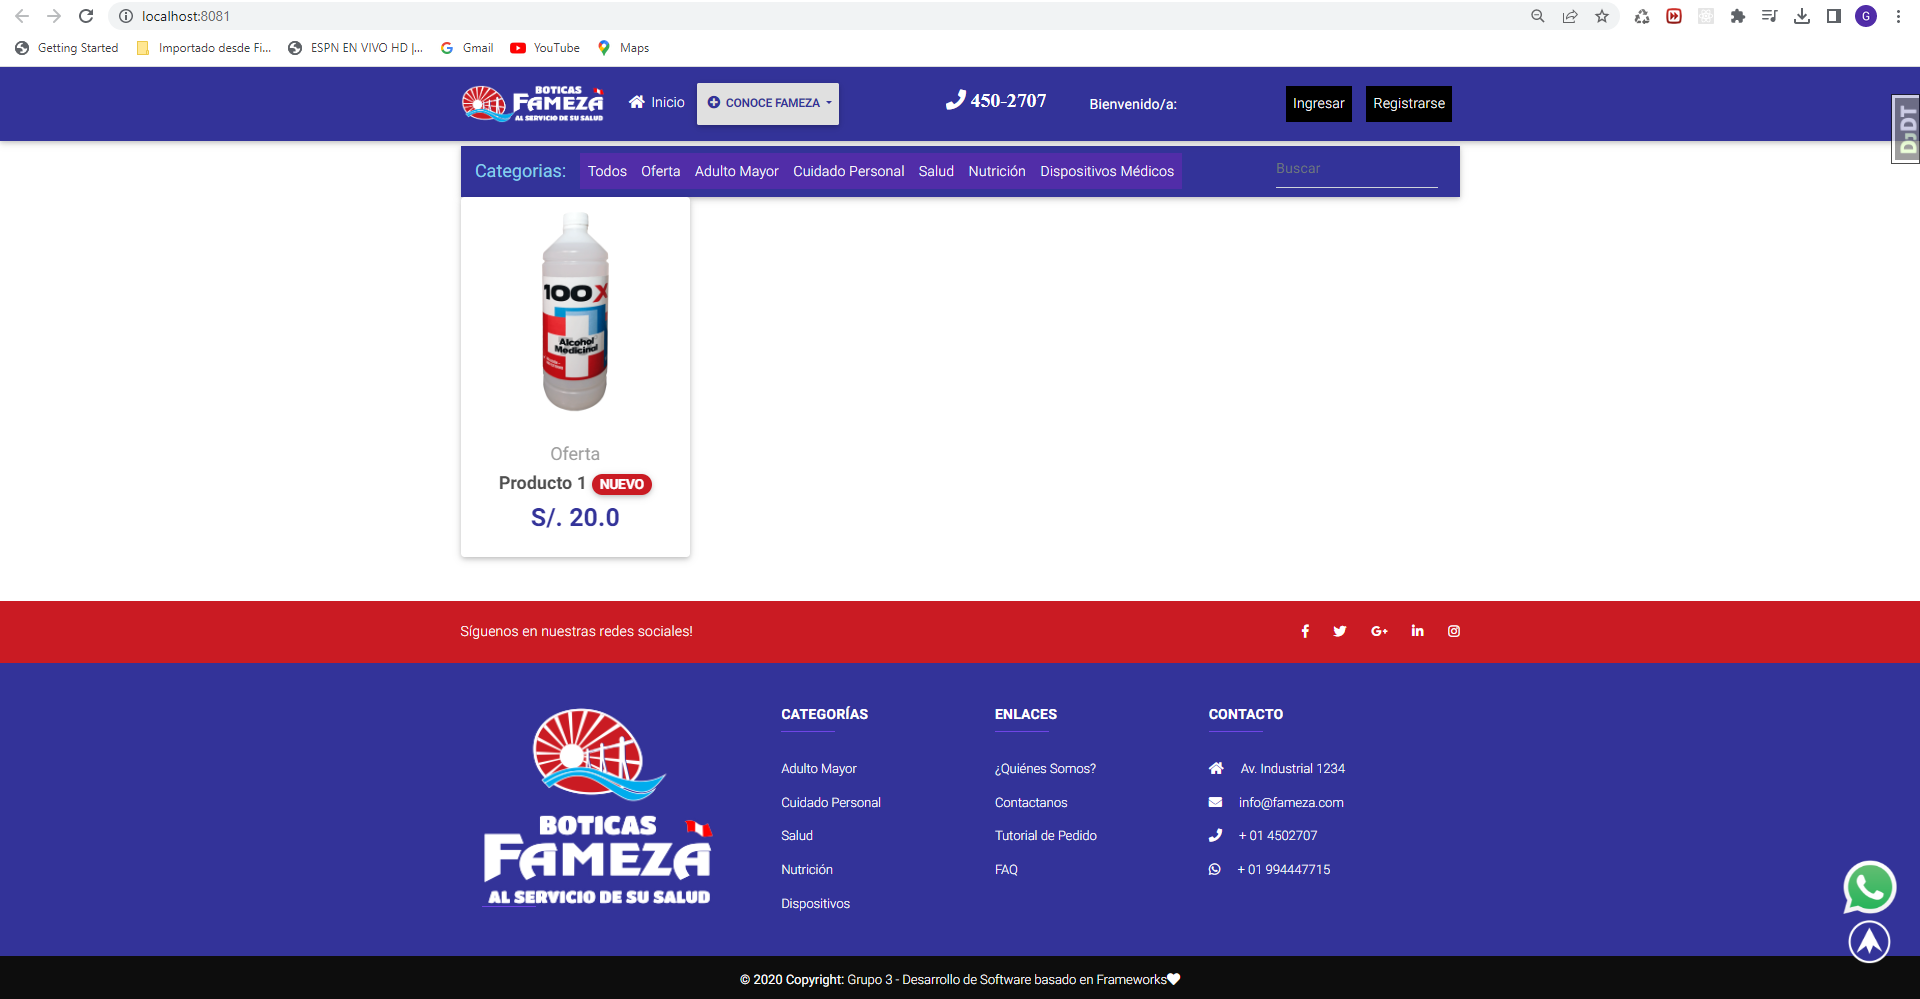 localhost:8081
G
Getting Started
Importado desde Fi...
ESPN EN VIVO HD |...
Gmail
YouTube
Maps
BOTICAS
FAMEZA
AL SERVICIO DE SU SALUD
Inicio
CONOCE FAMEZA
450-2707
Bienvenido/a:
Ingresar
Registrarse
DjDT
Categorias:
Todos
Oferta
Adulto Mayor
Cuidado Personal
Salud
Nutrición
Dispositivos Médicos
Buscar
100X
Alcohol
Medicinal
Oferta
Producto 1 NUEVO
S/. 20.0
Síguenos en nuestras redes sociales!
BOTICAS
FAMEZA
AL SERVICIO DE SU SALUD
CATEGORÍAS
Adulto Mayor
Cuidado Personal
Salud
Nutrición
Dispositivos
ENLACES
¿Quiénes Somos?
Contactanos
Tutorial de Pedido
FAQ
CONTACTO
Av. Industrial 1234
info@fameza.com
+ 01 4502707
+ 01 994447715
© 2020 Copyright: Grupo 3 - Desarrollo de Software basado en Frameworks